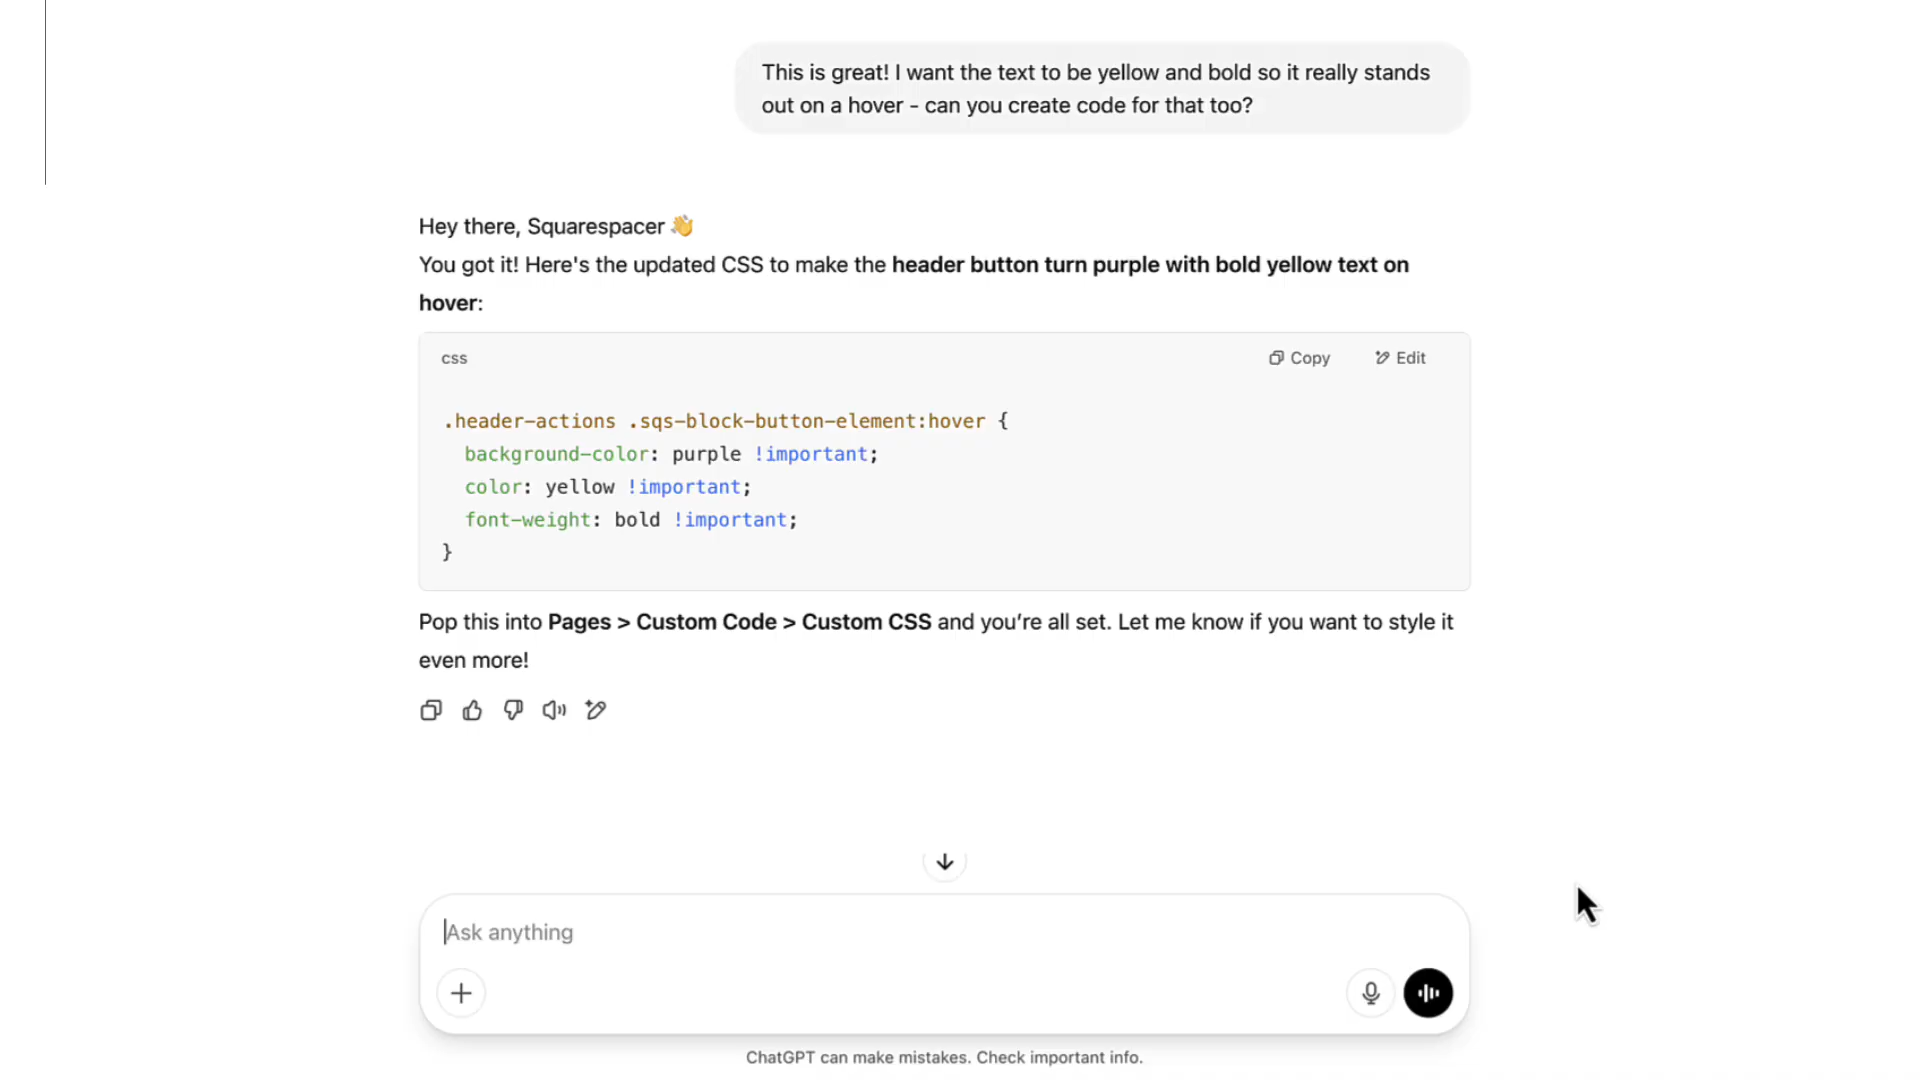 This is great! I want the text to be yellow and bold so it really stands
out on a hover - can you create code for that too?
Hey there, Squarespacer 👋
You got it! Here's the updated CSS to make the header button turn purple with bold yellow text on
hover:
css
Copy
Edit
.header-actions .sqs-block-button-element:hover {
  background-color: purple !important;
  color: yellow !important;
  font-weight: bold !important;
}
Pop this into Pages > Custom Code > Custom CSS and you’re all set. Let me know if you want to style it
even more!
Ask anything
ChatGPT can make mistakes. Check important info.